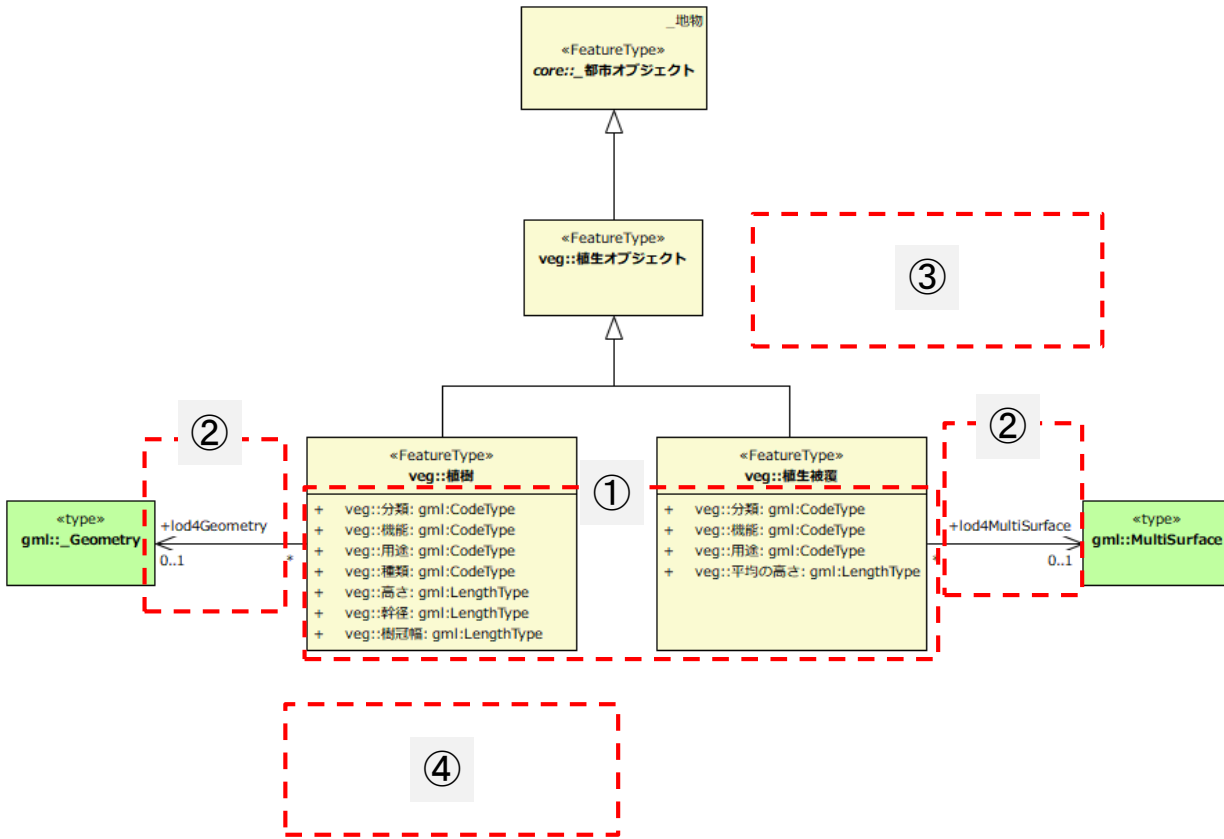 _地物
«FeatureType»
core::_都市オブジェクト
«FeatureType»
veg::植生オブジェクト
③
②
②
«FeatureType»
veg::植樹
«FeatureType»
veg::植生被覆
①
+ veg::分類: gml:CodeType
+ veg::機能: gml:CodeType
+ veg::用途: gml:CodeType
+ veg::種類: gml:CodeType
+ veg::高さ: gml:LengthType
+ veg::幹径: gml:LengthType
+ veg::樹冠幅: gml:LengthType
+ veg::分類: gml:CodeType
+ veg::機能: gml:CodeType
+ veg::用途: gml:CodeType
+ veg::平均の高さ: gml:LengthType
«type»
gml::_Geometry
+lod4Geometry
0..1
*
+lod4MultiSurface
*
0..1
«type»
gml::MultiSurface
④